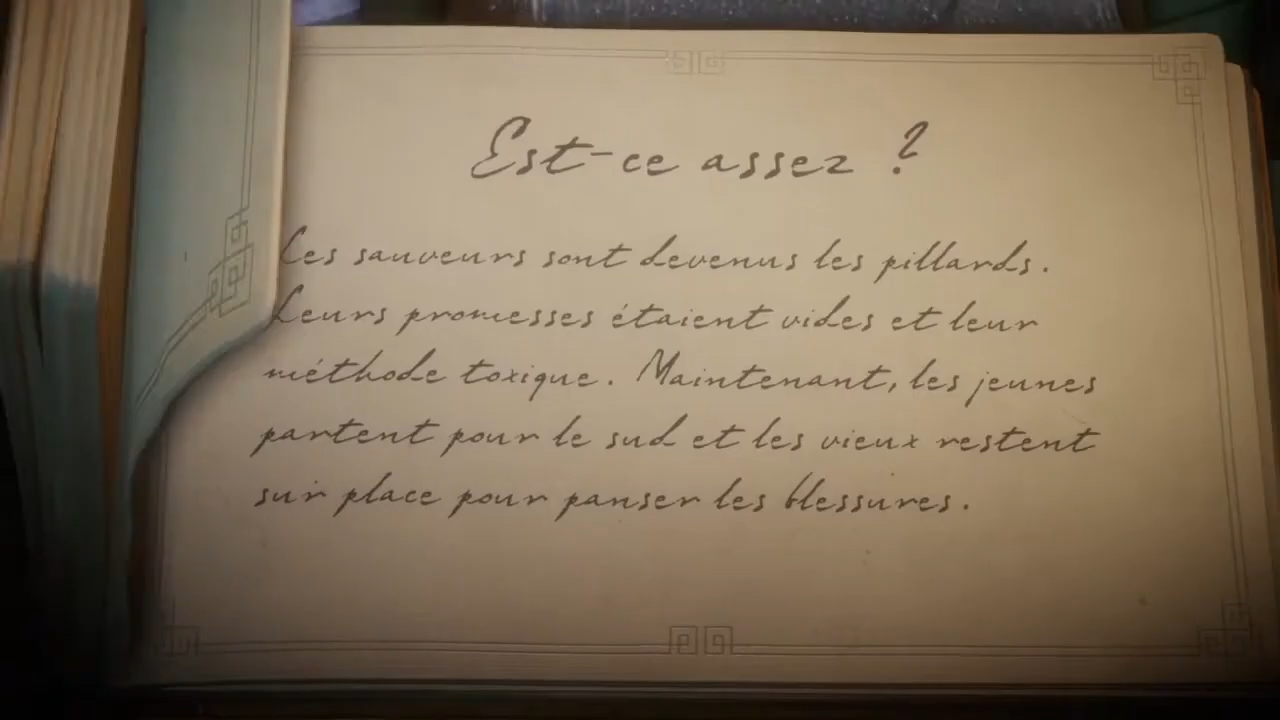 Est-ce assez ?
Les sauveurs sont devenus les pillards.
Leurs promesses étaient vides et leur
méthode toxique. Maintenant, les jeunes
partent pour le sud et les vieux restent
sur place pour panser les blessures.